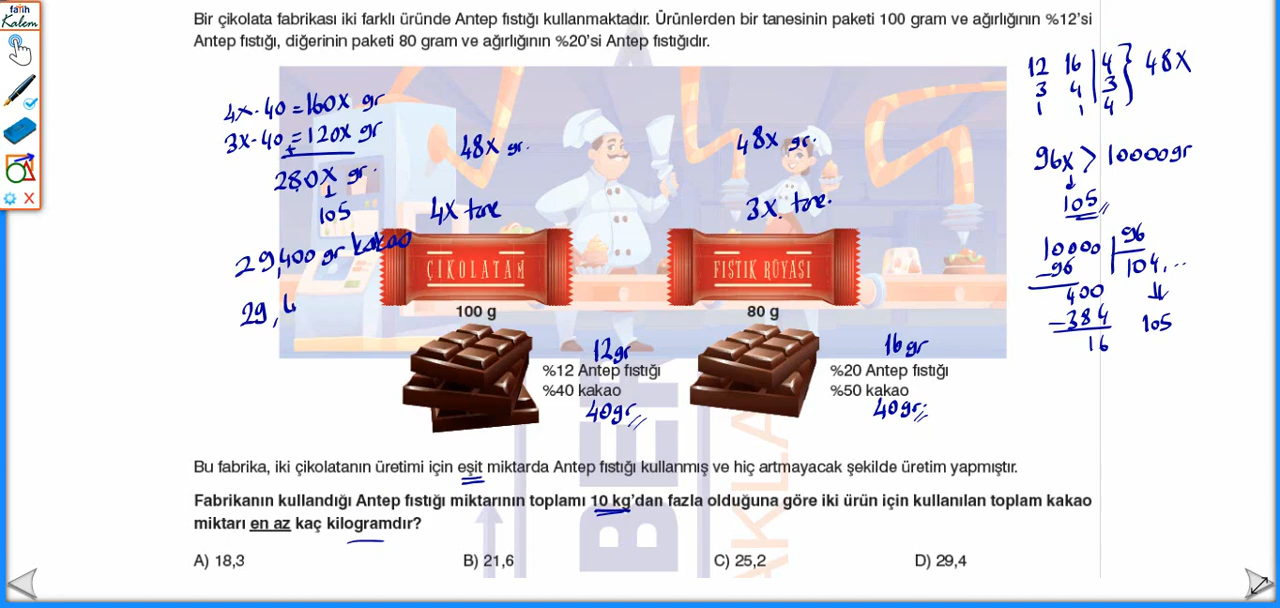 fatih
Kalem
Bir çikolata fabrikası iki farklı üründe Antep fıstığı kullanmaktadır. Ürünlerden bir tanesinin paketi 100 gram ve ağırlığının %12'si
Antep fıstığı, diğerinin paketi 80 gram ve ağırlığının %20'si Antep fıstığıdır.
4x·40 = 160x gr
3x·40 = 120x gr
+
280x gr.
↓
105
29,400 gr kakao
29,4
48x gr.
4x tane
48x gr.
3x tane.
ÇİKOLATAM
FISTIK RÜYASI
100 g
80 g
12gr
%12 Antep fıstığı
%40 kakao
40gr
16gr
%20 Antep fıstığı
%50 kakao
40gr
12 16 | 4
3 4 | 3
1 1 4
} 48x
96x > 10000gr
↓
105
10000 | 96
-96 104,...
400 ↓
-384 105
16
Bu fabrika, iki çikolatanın üretimi için eşit miktarda Antep fıstığı kullanmış ve hiç artmayacak şekilde üretim yapmıştır.
Fabrikanın kullandığı Antep fıstığı miktarının toplamı 10 kg'dan fazla olduğuna göre iki ürün için kullanılan toplam kakao
miktarı en az kaç kilogramdır?
A) 18,3 B) 21,6 C) 25,2 D) 29,4